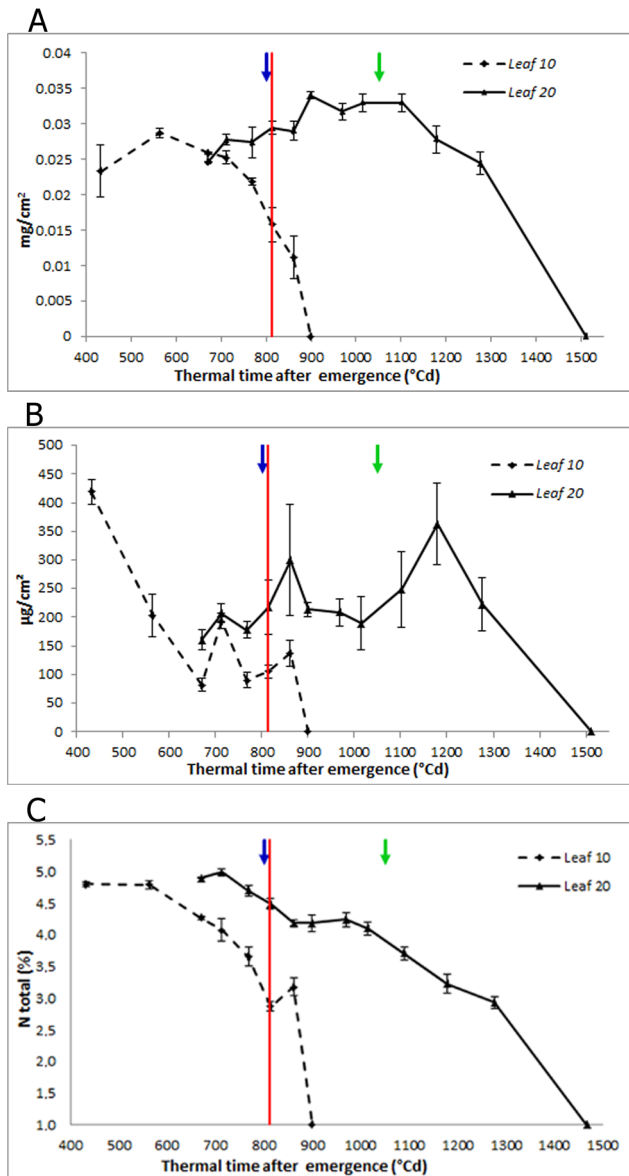 A
0.04
0.035
0.03
0.025
0.02
0.015
0.01
0.005
0
mg/cm²
Leaf 10
Leaf 20
400 500 600 700 800 900 1000 1100 1200 1300 1400 1500
Thermal time after emergence (°Cd)
B
500
450
400
350
300
250
200
150
100
50
0
µg/cm²
Leaf 10
Leaf 20
400 500 600 700 800 900 1000 1100 1200 1300 1400 1500
Thermal time after emergence (°Cd)
C
5.5
5.0
4.5
4.0
3.5
3.0
2.5
2.0
1.5
1.0
N total (%)
Leaf 10
Leaf 20
400 500 600 700 800 900 1000 1100 1200 1300 1400 1500
Thermal time after emergence (°Cd)